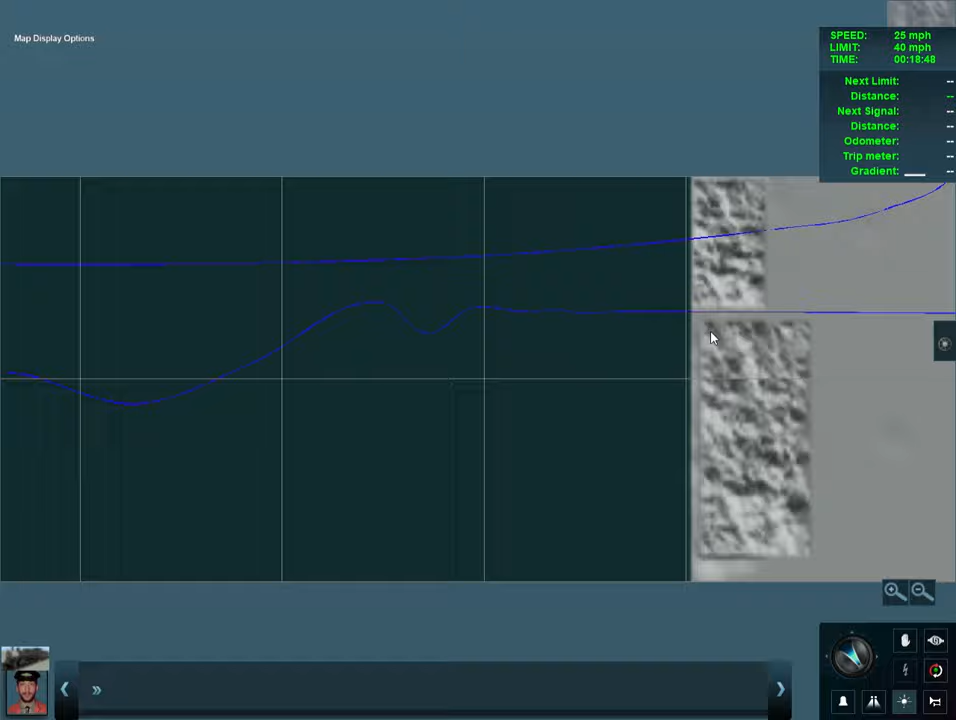 Map Display Options
SPEED: 25 mph
LIMIT: 40 mph
TIME: 00:18:48
Next Limit: --
Distance: --
Next Signal: --
Distance: --
Odometer: --
Trip meter: --
Gradient: --
»